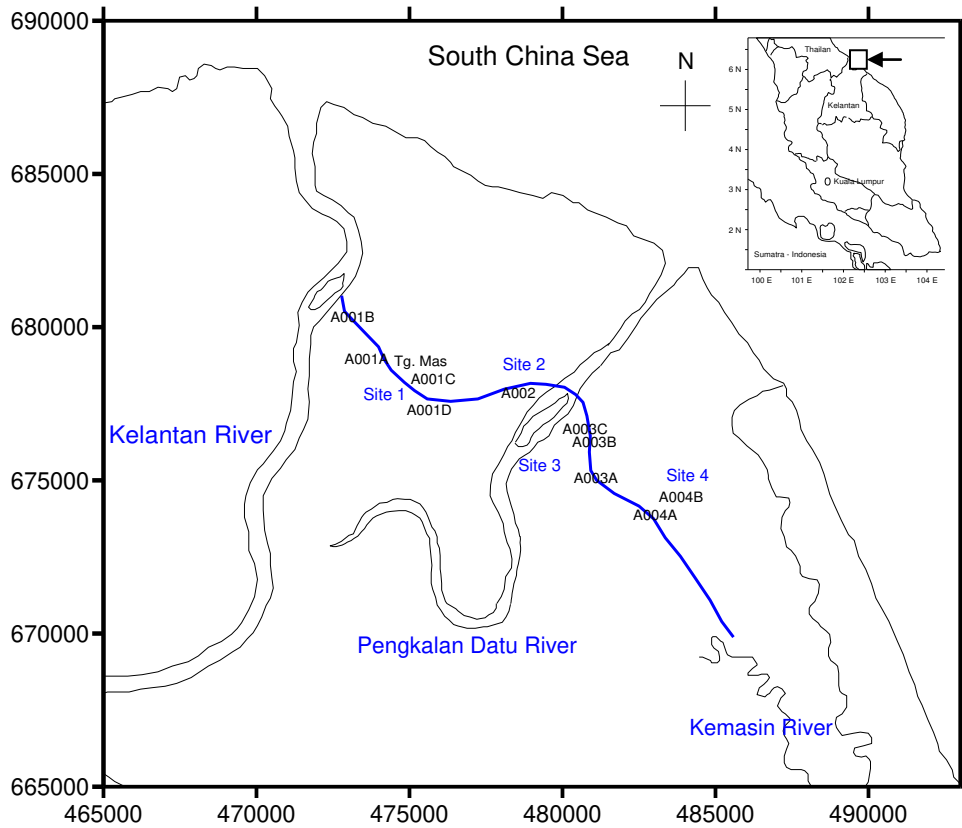 690000
685000
680000
675000
670000
665000
465000
470000
475000
480000
485000
490000
South China Sea
N
A001B
A001A
Tg. Mas
A001C
Site 1
A001D
Site 2
A002
A003C
A003B
Site 3
A003A
Site 4
A004B
A004A
Kelantan River
Pengkalan Datu River
Kemasin River
Thailan
6 N
5 N
Kelantan
4 N
3 N
Kuala Lumpur
2 N
Sumatra - Indonesia
100 E
101 E
102 E
103 E
104 E